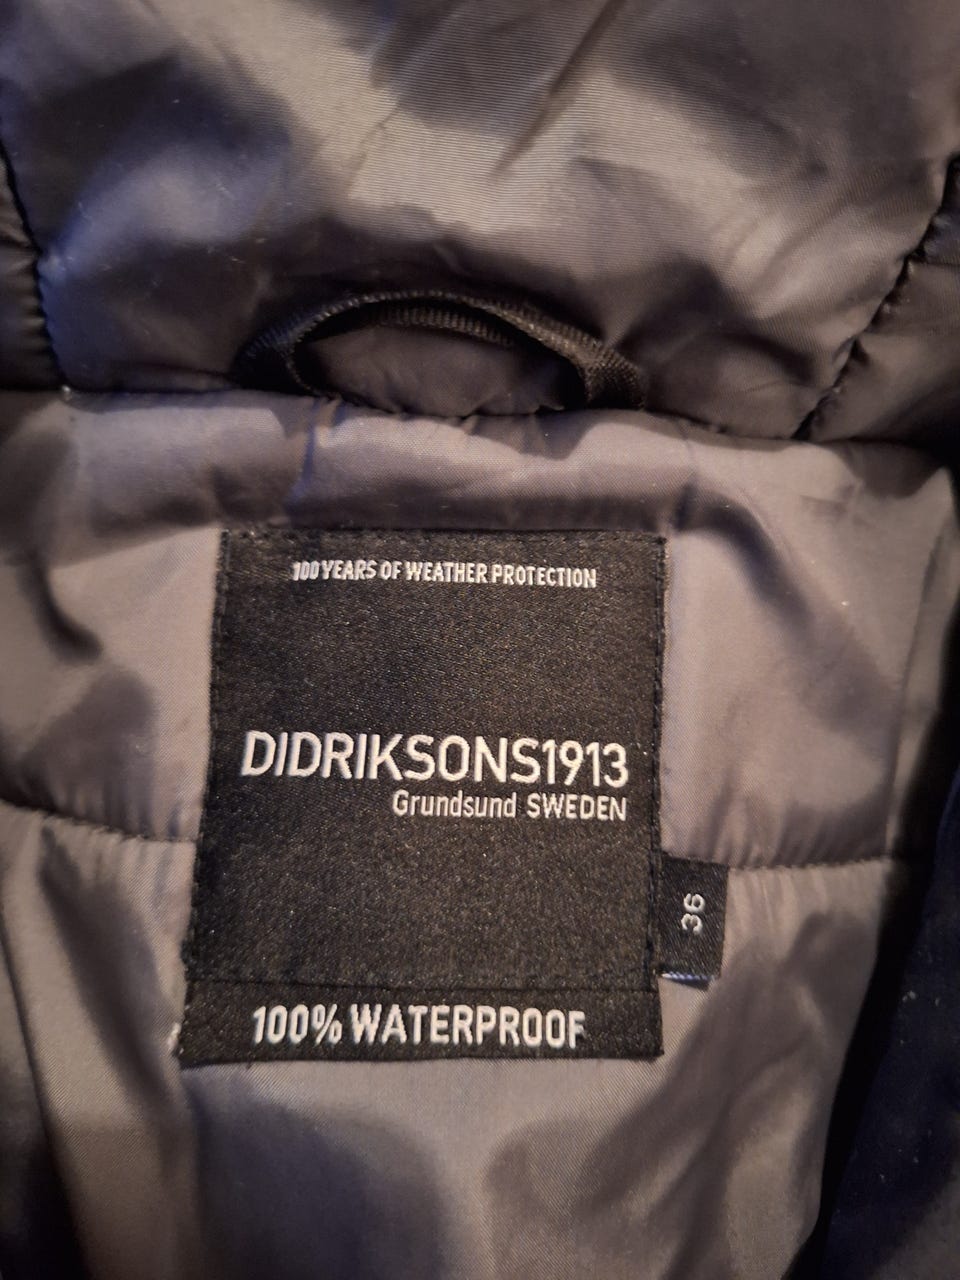 100 YEARS OF WEATHER PROTECTION
DIDRIKSONS1913
Grundsund SWEDEN
36
100% WATERPROOF